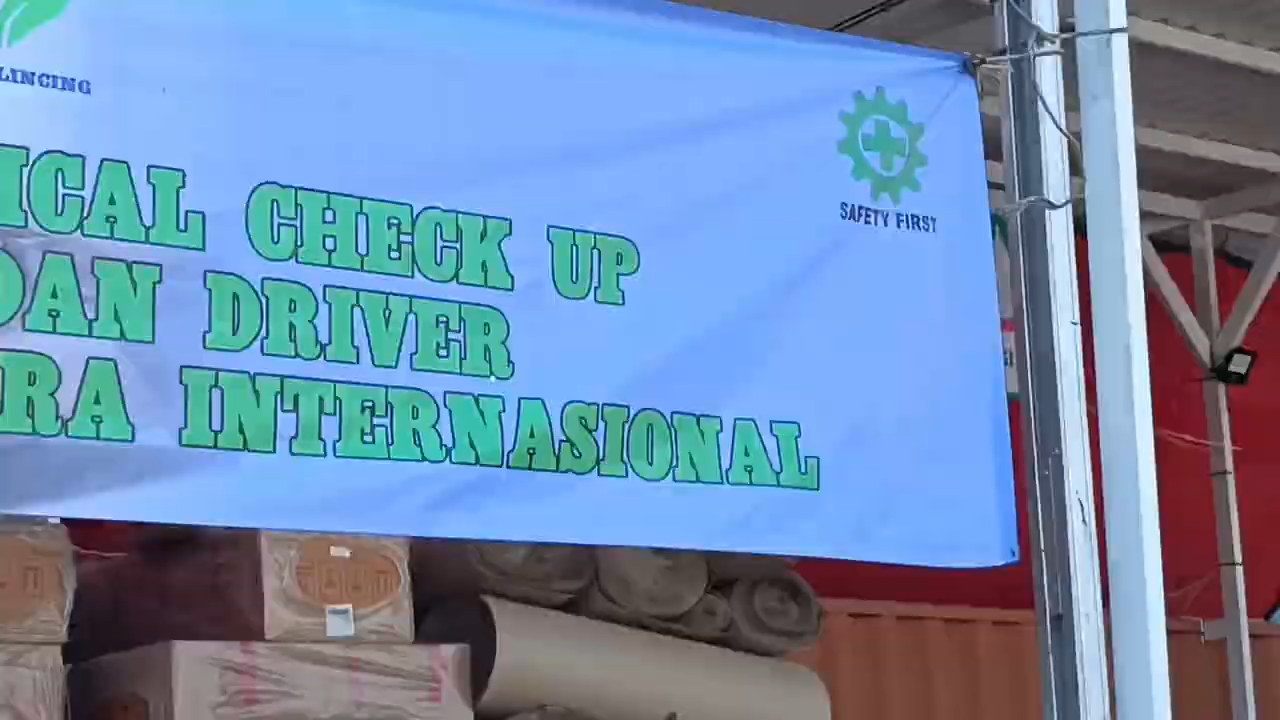 LINCING
SAFETY FIRST
ICAL CHECK UP
DAN DRIVER
RA INTERNASIONAL